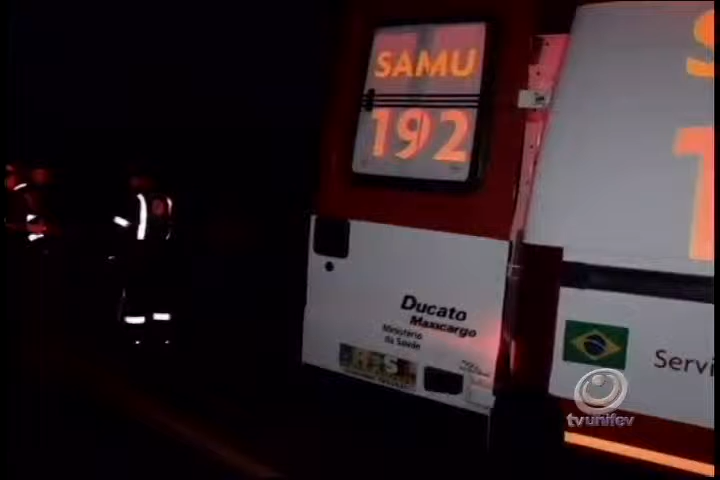 SAMU
192
Ducato
Maxicargo
Ministério
da Saúde
Servi
tvunifev